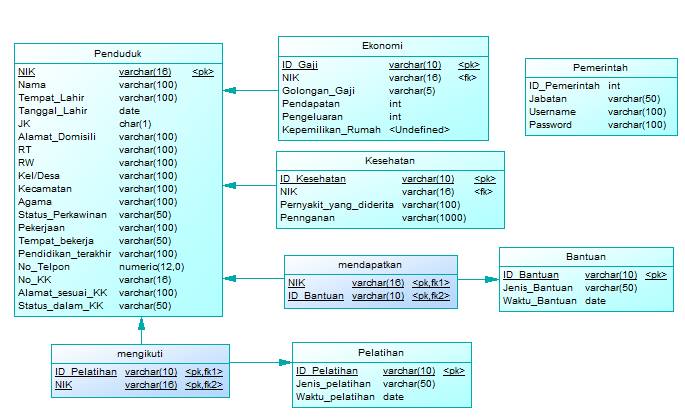 Penduduk
NIK varchar(16) <pk>
Nama varchar(100)
Tempat_Lahir varchar(100)
Tanggal_Lahir date
JK char(1)
Alamat_Domisili varchar(100)
RT varchar(100)
RW varchar(100)
Kel/Desa varchar(100)
Kecamatan varchar(100)
Agama varchar(100)
Status_Perkawinan varchar(50)
Pekerjaan varchar(100)
Tempat_bekerja varchar(50)
Pendidikan_terakhir varchar(100)
No_Telpon numeric(12,0)
No_KK varchar(16)
Alamat_sesuai_KK varchar(100)
Status_dalam_KK varchar(50)
Ekonomi
ID_Gaji varchar(10) <pk>
NIK varchar(16) <fk>
Golongan_Gaji varchar(5)
Pendapatan int
Pengeluaran int
Kepemilikan_Rumah <Undefined>
Pemerintah
ID_Pemerintah int
Jabatan varchar(50)
Username varchar(100)
Password varchar(100)
Kesehatan
ID_Kesehatan varchar(10) <pk>
NIK varchar(16) <fk>
Pernyakit_yang_diderita varchar(100)
Pennganan varchar(1000)
mendapatkan
NIK varchar(16) <pk,fk1>
ID_Bantuan varchar(10) <pk,fk2>
Bantuan
ID_Bantuan varchar(10) <pk>
Jenis_Bantuan varchar(50)
Waktu_Bantuan date
mengikuti
ID_Pelatihan varchar(10) <pk,fk1>
NIK varchar(16) <pk,fk2>
Pelatihan
ID_Pelatihan varchar(10) <pk>
Jenis_pelatihan varchar(50)
Waktu_pelatihan date